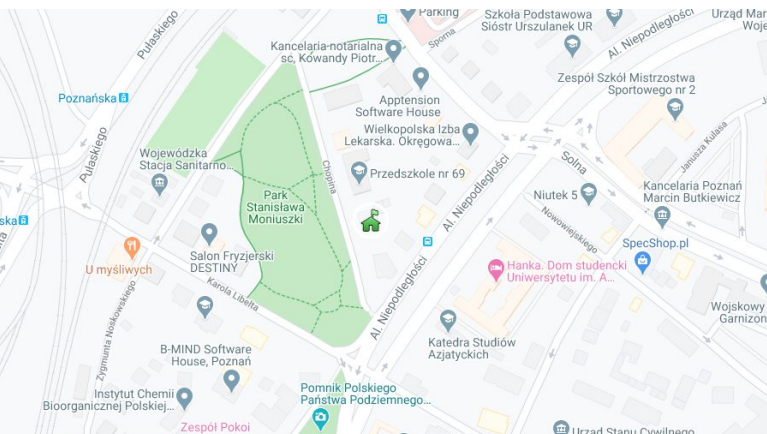 Parking
Szkoła Podstawowa
Sióstr Urszulanek UR
Al. Niepodległości
Urząd Mar
Woje
Pułaskiego
Kancelaria-notarialna
sc, Kowandy Piotr...
Sporna
Poznańska
Apptension
Software House
Zespół Szkół Mistrzostwa
Sportowego nr 2
Pułaskiego
Wojewódzka
Stacja Sanitarno...
Wielkopolska Izba
Lekarska. Okręgowa...
Solna
Janusza Kulasa
Chopina
Przedszkole nr 69
Al. Niepodległości
Niutek 5
Kancelaria Poznań
Marcin Butkiewicz
Park
Stanisława
Moniuszki
ska
Nowowiejskiego
SpecShop.pl
U myśliwych
Salon Fryzjerski
DESTINY
Al. Niepodległości
Hanka. Dom studencki
Uniwersytetu im. A...
Karola Libelta
Zygmunta Noskowskiego
Wojskowy
Garnizon
B-MIND Software
House, Poznań
Katedra Studiów
Azjatyckich
Instytut Chemii
Bioorganicznej Polskiej...
Pomnik Polskiego
Państwa Podziemnego...
Zespół Pokoi
Urząd Stanu Cywilnego